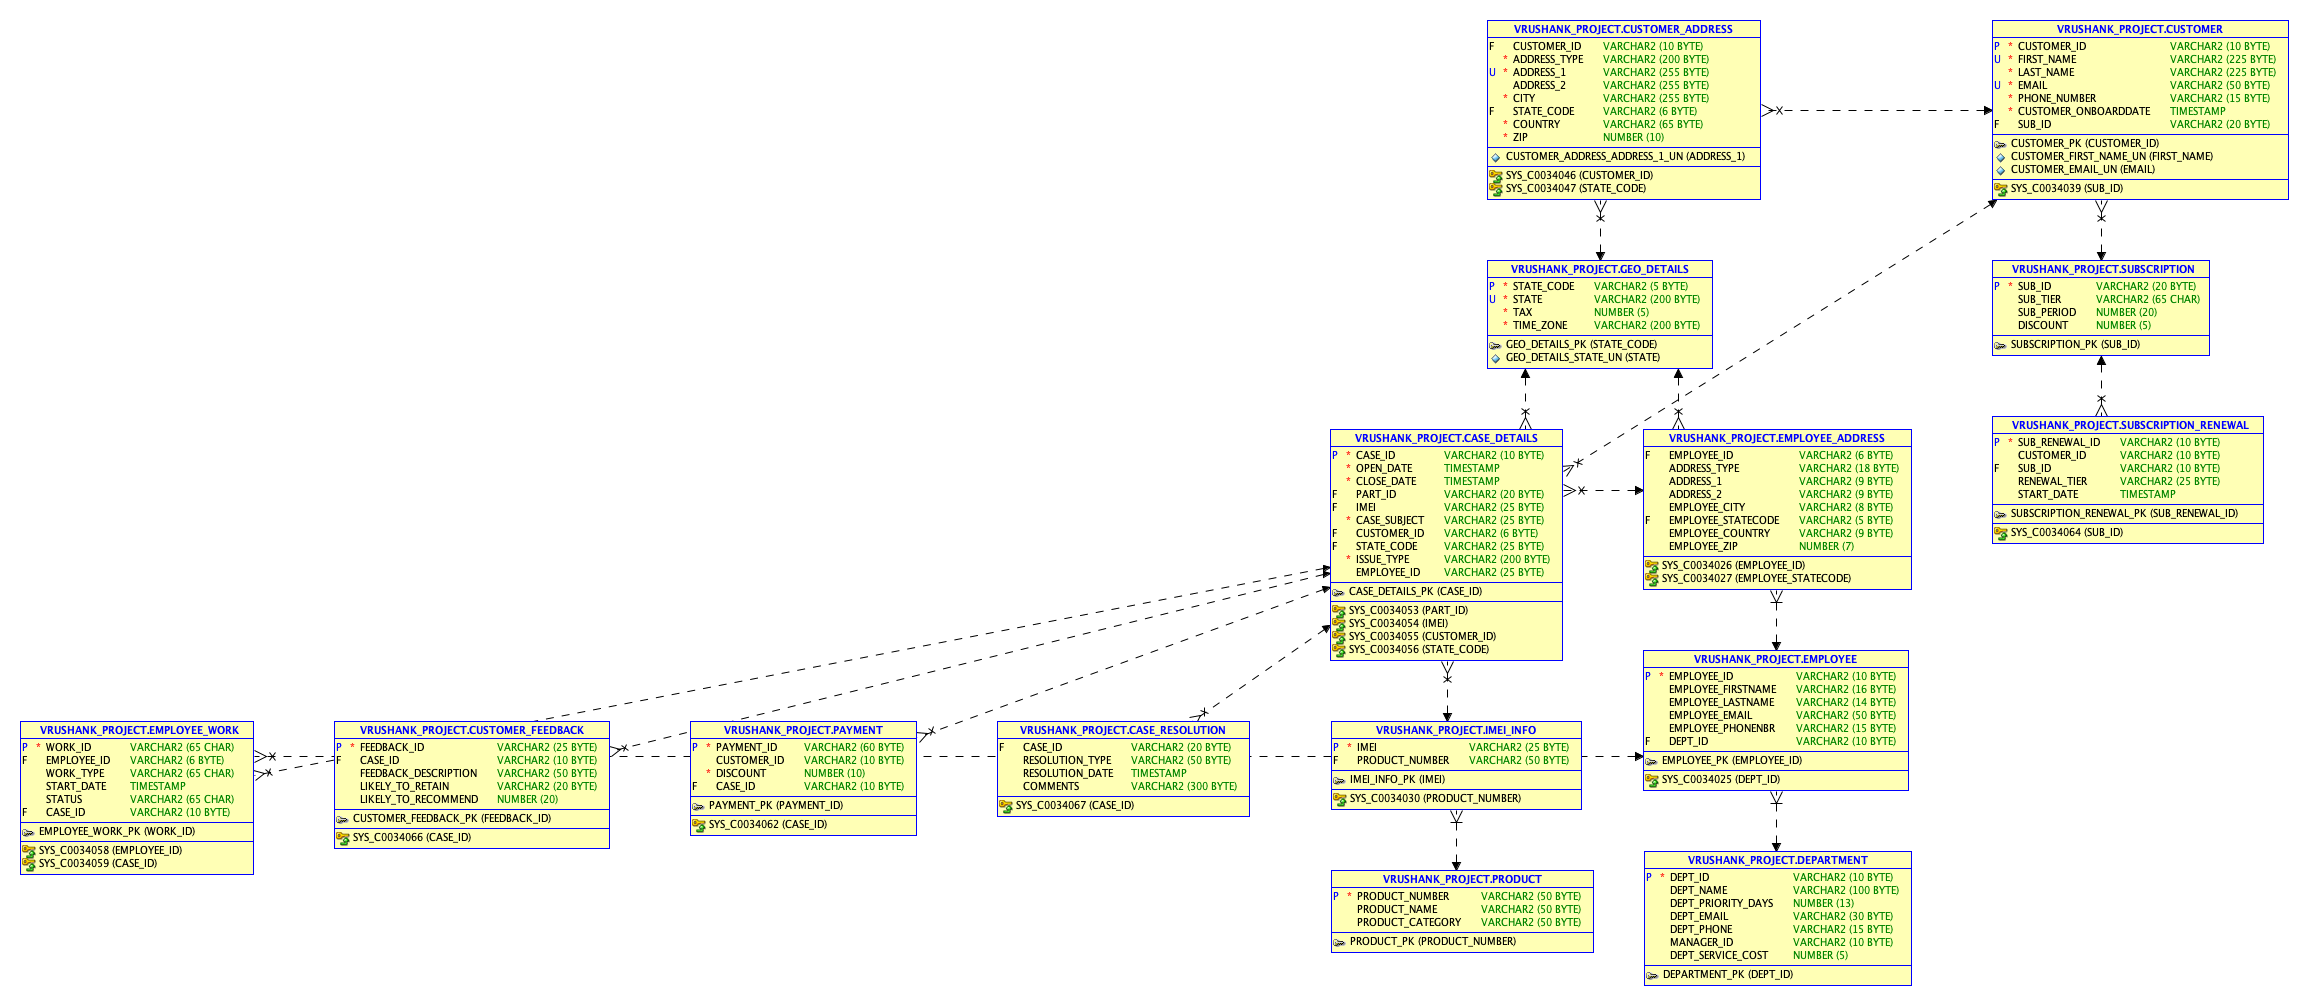 VRUSHANK_PROJECT.CUSTOMER_ADDRESS
F CUSTOMER_ID VARCHAR2 (10 BYTE)
* ADDRESS_TYPE VARCHAR2 (200 BYTE)
U * ADDRESS_1 VARCHAR2 (255 BYTE)
ADDRESS_2 VARCHAR2 (255 BYTE)
* CITY VARCHAR2 (255 BYTE)
F STATE_CODE VARCHAR2 (6 BYTE)
* COUNTRY VARCHAR2 (65 BYTE)
* ZIP NUMBER (10)
CUSTOMER_ADDRESS_ADDRESS_1_UN (ADDRESS_1)
SYS_C0034046 (CUSTOMER_ID)
SYS_C0034047 (STATE_CODE)
VRUSHANK_PROJECT.CUSTOMER
P * CUSTOMER_ID VARCHAR2 (10 BYTE)
U * FIRST_NAME VARCHAR2 (225 BYTE)
* LAST_NAME VARCHAR2 (225 BYTE)
U * EMAIL VARCHAR2 (50 BYTE)
* PHONE_NUMBER VARCHAR2 (15 BYTE)
* CUSTOMER_ONBOARDDATE TIMESTAMP
F SUB_ID VARCHAR2 (20 BYTE)
CUSTOMER_PK (CUSTOMER_ID)
CUSTOMER_FIRST_NAME_UN (FIRST_NAME)
CUSTOMER_EMAIL_UN (EMAIL)
SYS_C0034039 (SUB_ID)
VRUSHANK_PROJECT.GEO_DETAILS
P * STATE_CODE VARCHAR2 (5 BYTE)
U * STATE VARCHAR2 (200 BYTE)
* TAX NUMBER (5)
* TIME_ZONE VARCHAR2 (200 BYTE)
GEO_DETAILS_PK (STATE_CODE)
GEO_DETAILS_STATE_UN (STATE)
VRUSHANK_PROJECT.SUBSCRIPTION
P * SUB_ID VARCHAR2 (20 BYTE)
SUB_TIER VARCHAR2 (65 CHAR)
SUB_PERIOD NUMBER (20)
DISCOUNT NUMBER (5)
SUBSCRIPTION_PK (SUB_ID)
VRUSHANK_PROJECT.SUBSCRIPTION_RENEWAL
P * SUB_RENEWAL_ID VARCHAR2 (10 BYTE)
CUSTOMER_ID VARCHAR2 (10 BYTE)
F SUB_ID VARCHAR2 (10 BYTE)
RENEWAL_TIER VARCHAR2 (25 BYTE)
START_DATE TIMESTAMP
SUBSCRIPTION_RENEWAL_PK (SUB_RENEWAL_ID)
SYS_C0034064 (SUB_ID)
VRUSHANK_PROJECT.CASE_DETAILS
P * CASE_ID VARCHAR2 (10 BYTE)
* OPEN_DATE TIMESTAMP
* CLOSE_DATE TIMESTAMP
F PART_ID VARCHAR2 (20 BYTE)
F IMEI VARCHAR2 (25 BYTE)
* CASE_SUBJECT VARCHAR2 (25 BYTE)
F CUSTOMER_ID VARCHAR2 (6 BYTE)
F STATE_CODE VARCHAR2 (25 BYTE)
* ISSUE_TYPE VARCHAR2 (200 BYTE)
EMPLOYEE_ID VARCHAR2 (25 BYTE)
CASE_DETAILS_PK (CASE_ID)
SYS_C0034053 (PART_ID)
SYS_C0034054 (IMEI)
SYS_C0034055 (CUSTOMER_ID)
SYS_C0034056 (STATE_CODE)
VRUSHANK_PROJECT.EMPLOYEE_ADDRESS
F EMPLOYEE_ID VARCHAR2 (6 BYTE)
ADDRESS_TYPE VARCHAR2 (18 BYTE)
ADDRESS_1 VARCHAR2 (9 BYTE)
ADDRESS_2 VARCHAR2 (9 BYTE)
EMPLOYEE_CITY VARCHAR2 (8 BYTE)
F EMPLOYEE_STATECODE VARCHAR2 (5 BYTE)
EMPLOYEE_COUNTRY VARCHAR2 (9 BYTE)
EMPLOYEE_ZIP NUMBER (7)
SYS_C0034026 (EMPLOYEE_ID)
SYS_C0034027 (EMPLOYEE_STATECODE)
VRUSHANK_PROJECT.EMPLOYEE
P * EMPLOYEE_ID VARCHAR2 (10 BYTE)
EMPLOYEE_FIRSTNAME VARCHAR2 (16 BYTE)
EMPLOYEE_LASTNAME VARCHAR2 (14 BYTE)
EMPLOYEE_EMAIL VARCHAR2 (50 BYTE)
EMPLOYEE_PHONENBR VARCHAR2 (15 BYTE)
F DEPT_ID VARCHAR2 (10 BYTE)
EMPLOYEE_PK (EMPLOYEE_ID)
SYS_C0034025 (DEPT_ID)
VRUSHANK_PROJECT.EMPLOYEE_WORK
P * WORK_ID VARCHAR2 (65 CHAR)
F EMPLOYEE_ID VARCHAR2 (6 BYTE)
WORK_TYPE VARCHAR2 (65 CHAR)
START_DATE TIMESTAMP
STATUS VARCHAR2 (65 CHAR)
F CASE_ID VARCHAR2 (10 BYTE)
EMPLOYEE_WORK_PK (WORK_ID)
SYS_C0034058 (EMPLOYEE_ID)
SYS_C0034059 (CASE_ID)
VRUSHANK_PROJECT.CUSTOMER_FEEDBACK
P * FEEDBACK_ID VARCHAR2 (25 BYTE)
F CASE_ID VARCHAR2 (10 BYTE)
FEEDBACK_DESCRIPTION VARCHAR2 (50 BYTE)
LIKELY_TO_RETAIN VARCHAR2 (20 BYTE)
LIKELY_TO_RECOMMEND NUMBER (20)
CUSTOMER_FEEDBACK_PK (FEEDBACK_ID)
SYS_C0034066 (CASE_ID)
VRUSHANK_PROJECT.PAYMENT
P * PAYMENT_ID VARCHAR2 (60 BYTE)
CUSTOMER_ID VARCHAR2 (10 BYTE)
* DISCOUNT NUMBER (10)
F CASE_ID VARCHAR2 (10 BYTE)
PAYMENT_PK (PAYMENT_ID)
SYS_C0034062 (CASE_ID)
VRUSHANK_PROJECT.CASE_RESOLUTION
F CASE_ID VARCHAR2 (20 BYTE)
RESOLUTION_TYPE VARCHAR2 (50 BYTE)
RESOLUTION_DATE TIMESTAMP
COMMENTS VARCHAR2 (300 BYTE)
SYS_C0034067 (CASE_ID)
VRUSHANK_PROJECT.IMEI_INFO
P * IMEI VARCHAR2 (25 BYTE)
F PRODUCT_NUMBER VARCHAR2 (50 BYTE)
IMEI_INFO_PK (IMEI)
SYS_C0034030 (PRODUCT_NUMBER)
VRUSHANK_PROJECT.PRODUCT
P * PRODUCT_NUMBER VARCHAR2 (50 BYTE)
PRODUCT_NAME VARCHAR2 (50 BYTE)
PRODUCT_CATEGORY VARCHAR2 (50 BYTE)
PRODUCT_PK (PRODUCT_NUMBER)
VRUSHANK_PROJECT.DEPARTMENT
P * DEPT_ID VARCHAR2 (10 BYTE)
DEPT_NAME VARCHAR2 (100 BYTE)
DEPT_PRIORITY_DAYS NUMBER (13)
DEPT_EMAIL VARCHAR2 (30 BYTE)
DEPT_PHONE VARCHAR2 (15 BYTE)
MANAGER_ID VARCHAR2 (10 BYTE)
DEPT_SERVICE_COST NUMBER (5)
DEPARTMENT_PK (DEPT_ID)